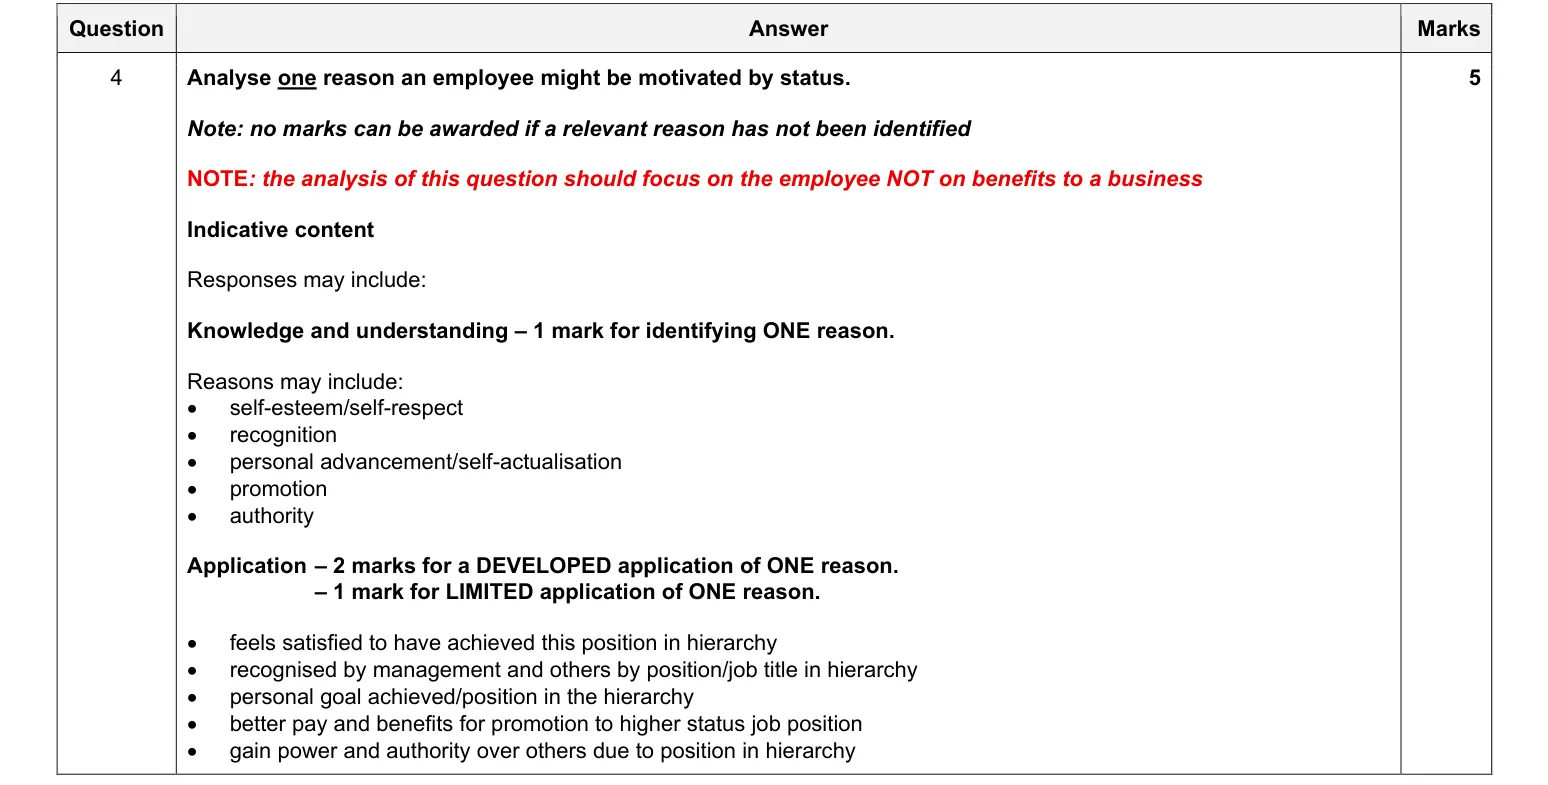 Question Answer Marks
4 Analyse one reason an employee might be motivated by status. 5
Note: no marks can be awarded if a relevant reason has not been identified
NOTE: the analysis of this question should focus on the employee NOT on benefits to a business
Indicative content
Responses may include:
Knowledge and understanding – 1 mark for identifying ONE reason.
Reasons may include:
• self-esteem/self-respect
• recognition
• personal advancement/self-actualisation
• promotion
• authority
Application – 2 marks for a DEVELOPED application of ONE reason.
– 1 mark for LIMITED application of ONE reason.
• feels satisfied to have achieved this position in hierarchy
• recognised by management and others by position/job title in hierarchy
• personal goal achieved/position in the hierarchy
• better pay and benefits for promotion to higher status job position
• gain power and authority over others due to position in hierarchy